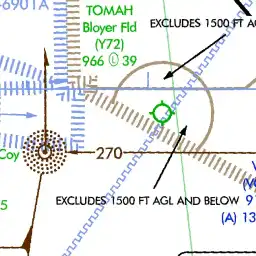 -6901A
TOMAH
Bloyer Fld
(Y72)
966 Ⓛ 39
EXCLUDES 1500 FT AG
Coy
270
5
EXCLUDES 1500 FT AGL AND BELOW
(A) 13